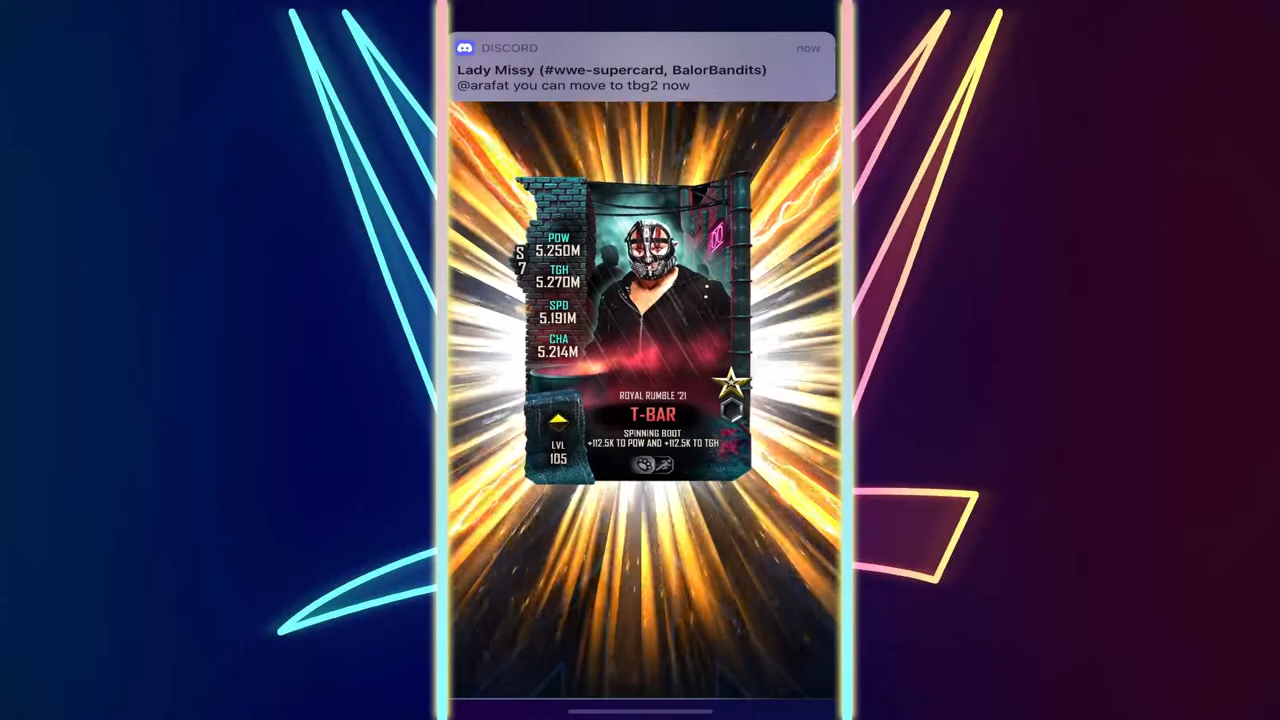 DISCORD
now
Lady Missy (#wwe-supercard, BalorBandits)
@arafat you can move to tbg2 now
S
7
POW
5.250M
TGH
5.270M
SPD
5.191M
CHA
5.214M
ROYAL RUMBLE '21
T-BAR
SPINNING BOOT
+112.5K TO POW AND +112.5K TO TGH
LVL
105